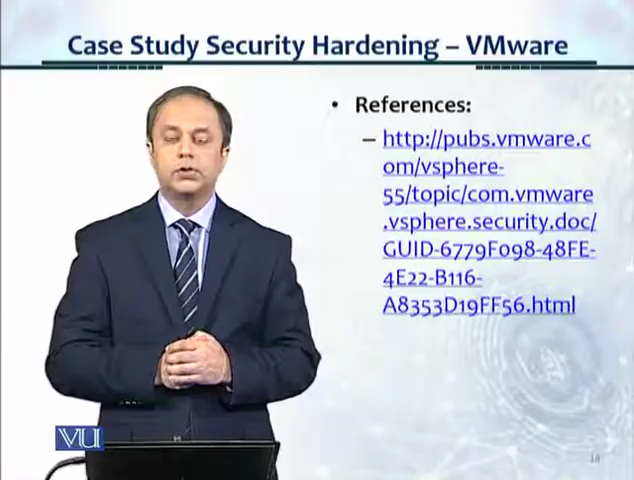 Case Study Security Hardening – VMware
• References:
– http://pubs.vmware.c
om/vsphere-
55/topic/com.vmware
.vsphere.security.doc/
GUID-6779F098-48FE-
4E22-B116-
A8353D19FF56.html
VU
18